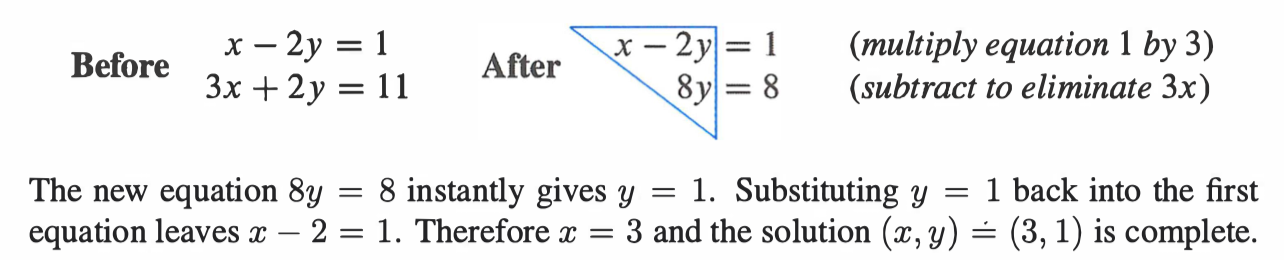 Before x − 2y = 1 After x − 2y = 1 (multiply equation 1 by 3)
3x + 2y = 11 8y = 8 (subtract to eliminate 3x)
The new equation 8y = 8 instantly gives y = 1. Substituting y = 1 back into the first
equation leaves x − 2 = 1. Therefore x = 3 and the solution (x, y) ≐ (3, 1) is complete.